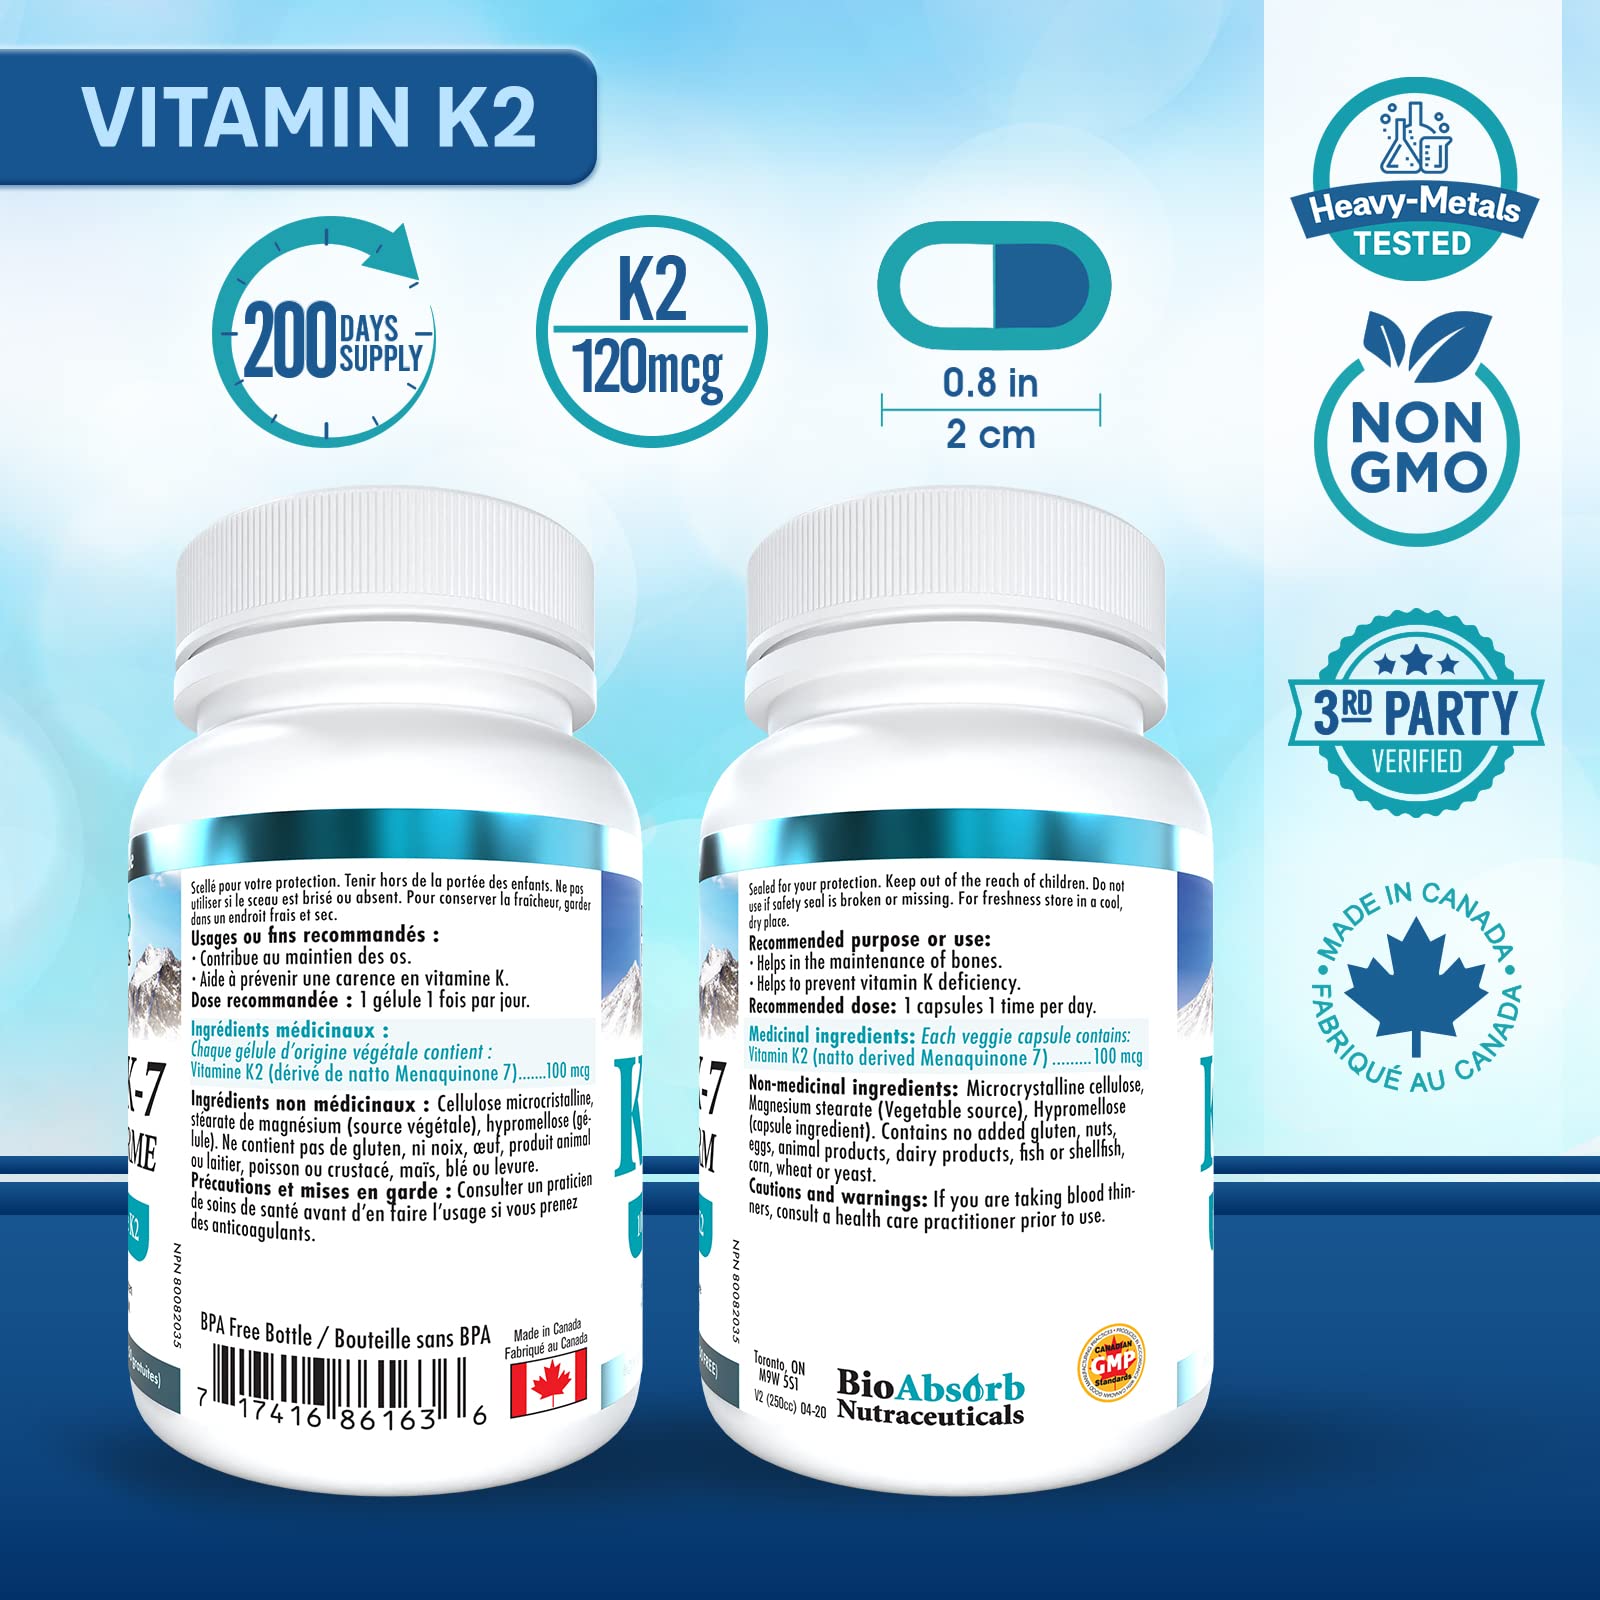 VITAMIN K2
200 DAYS SUPPLY
K2
120mcg
0.8 in
2 cm
Heavy-Metals
TESTED
NON
GMO
3RD PARTY
VERIFIED
MADE IN CANADA
FABRIQUÉ AU CANADA
Scellé pour votre protection. Tenir hors de la portée des enfants. Ne pas
utiliser si le sceau est brisé ou absent. Pour conserver la fraîcheur, garder
dans un endroit frais et sec.
Usages ou fins recommandés :
· Contribue au maintien des os.
· Aide à prévenir une carence en vitamine K.
Dose recommandée : 1 gélule 1 fois par jour.
Ingrédients médicinaux :
Chaque gélule d'origine végétale contient :
Vitamine K2 (dérivé de natto Menaquinone 7).......100 mcg
Ingrédients non médicinaux : Cellulose microcristalline,
stéarate de magnésium (source végétale), hypromellose (gé-
lule). Ne contient pas de gluten, ni noix, œuf, produit animal
ou laitier, poisson ou crustacé, maïs, blé ou levure.
Précautions et mises en garde : Consulter un praticien
de soins de santé avant d'en faire l'usage si vous prenez
des anticoagulants.
NPN 80082035
BPA Free Bottle / Bouteille sans BPA
Made in Canada
Fabriqué au Canada
7 17416 86163 6
K-7
RME
K2
gratuites)
Sealed for your protection. Keep out of the reach of children. Do not
use if safety seal is broken or missing. For freshness store in a cool,
dry place.
Recommended purpose or use:
· Helps in the maintenance of bones.
· Helps to prevent vitamin K deficiency.
Recommended dose: 1 capsules 1 time per day.
Medicinal ingredients: Each veggie capsule contains:
Vitamin K2 (natto derived Menaquinone 7) .........100 mcg
Non-medicinal ingredients: Microcrystalline cellulose,
Magnesium stearate (Vegetable source), Hypromellose
(capsule ingredient). Contains no added gluten, nuts,
eggs, animal products, dairy products, fish or shellfish,
corn, wheat or yeast.
Cautions and warnings: If you are taking blood thin-
ners, consult a health care practitioner prior to use.
NPN 80082035
FREE)
Toronto, ON
M9W 5S1
V2 (250cc) 04-20
BioAbsorb
Nutraceuticals
CANADIAN
GMP
Standards